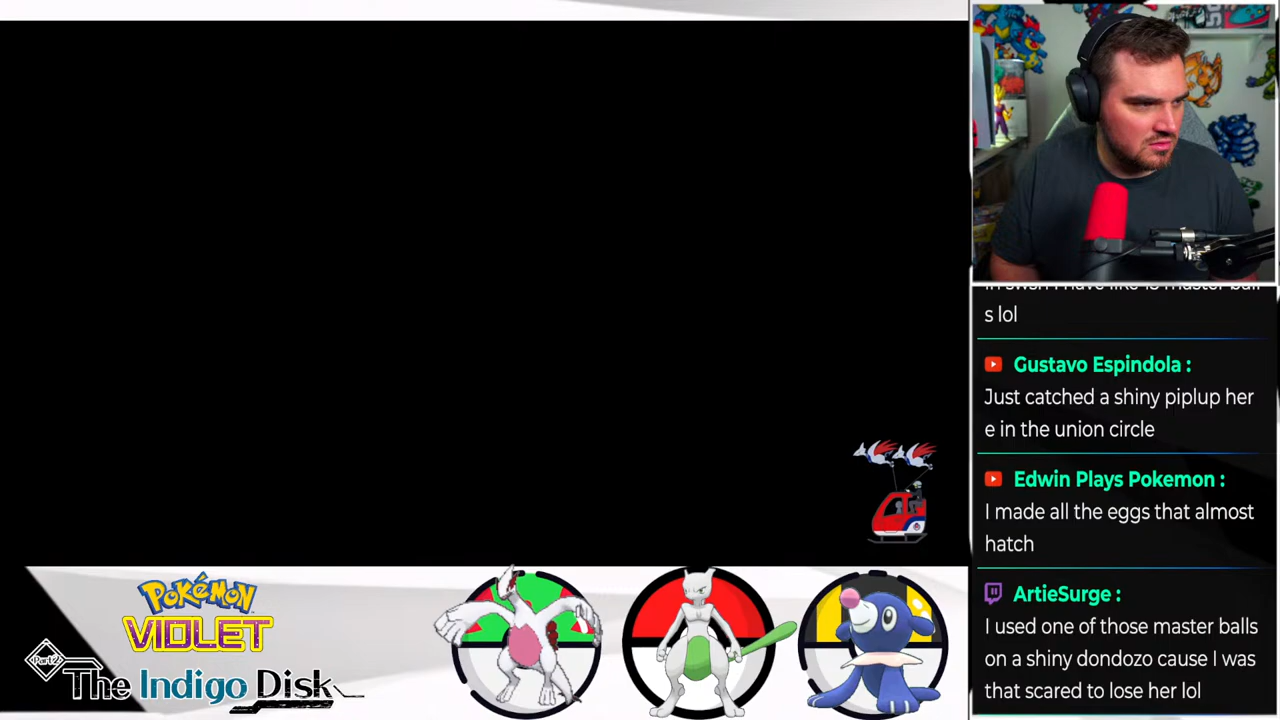 s lol
Gustavo Espindola :
Just catched a shiny piplup her
e in the union circle
Edwin Plays Pokemon :
I made all the eggs that almost
hatch
ArtieSurge :
I used one of those master balls
on a shiny dondozo cause I was
that scared to lose her lol
POKéMON
VIOLET
Part 2
The Indigo Disk